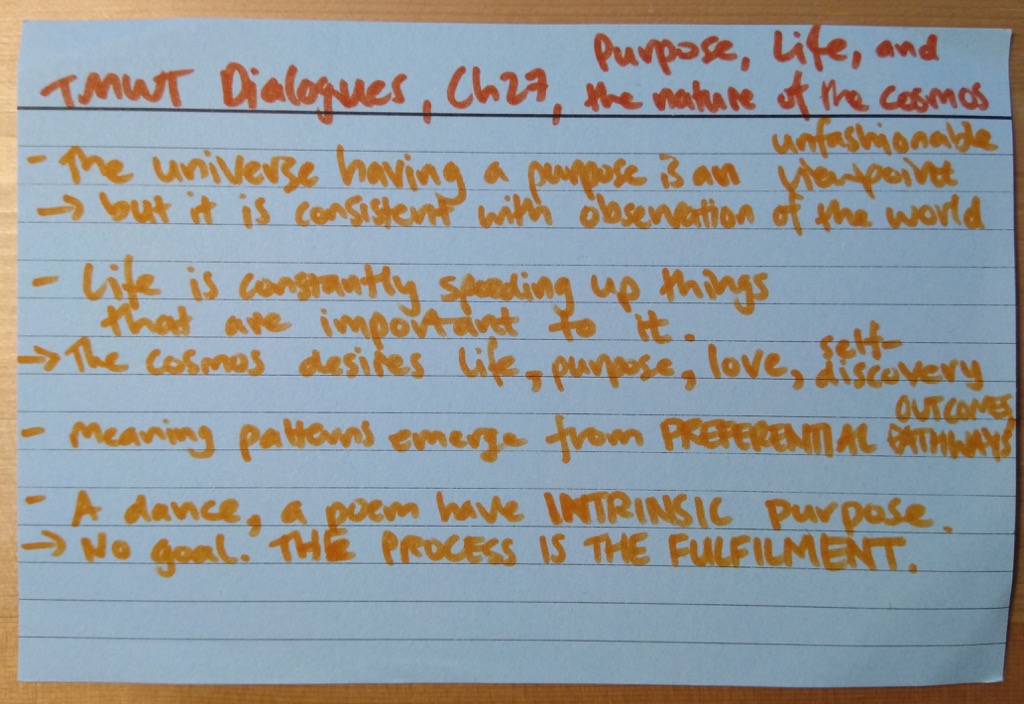 Purpose, Life, and
TMWT Dialogues, Ch27, the nature of the cosmos
unfashionable
- The universe having a purpose is an viewpoint
→ but it is consistent with observation of the world
- Life is constantly speeding up things
that are important to it.
self-
→ The cosmos desires life, purpose, love, discovery
OUTCOMES,
- Meaning patterns emerge from PREFERENTIAL PATHWAYS
- A dance, a poem have INTRINSIC purpose.
→ No goal. THE PROCESS IS THE FULFILMENT.